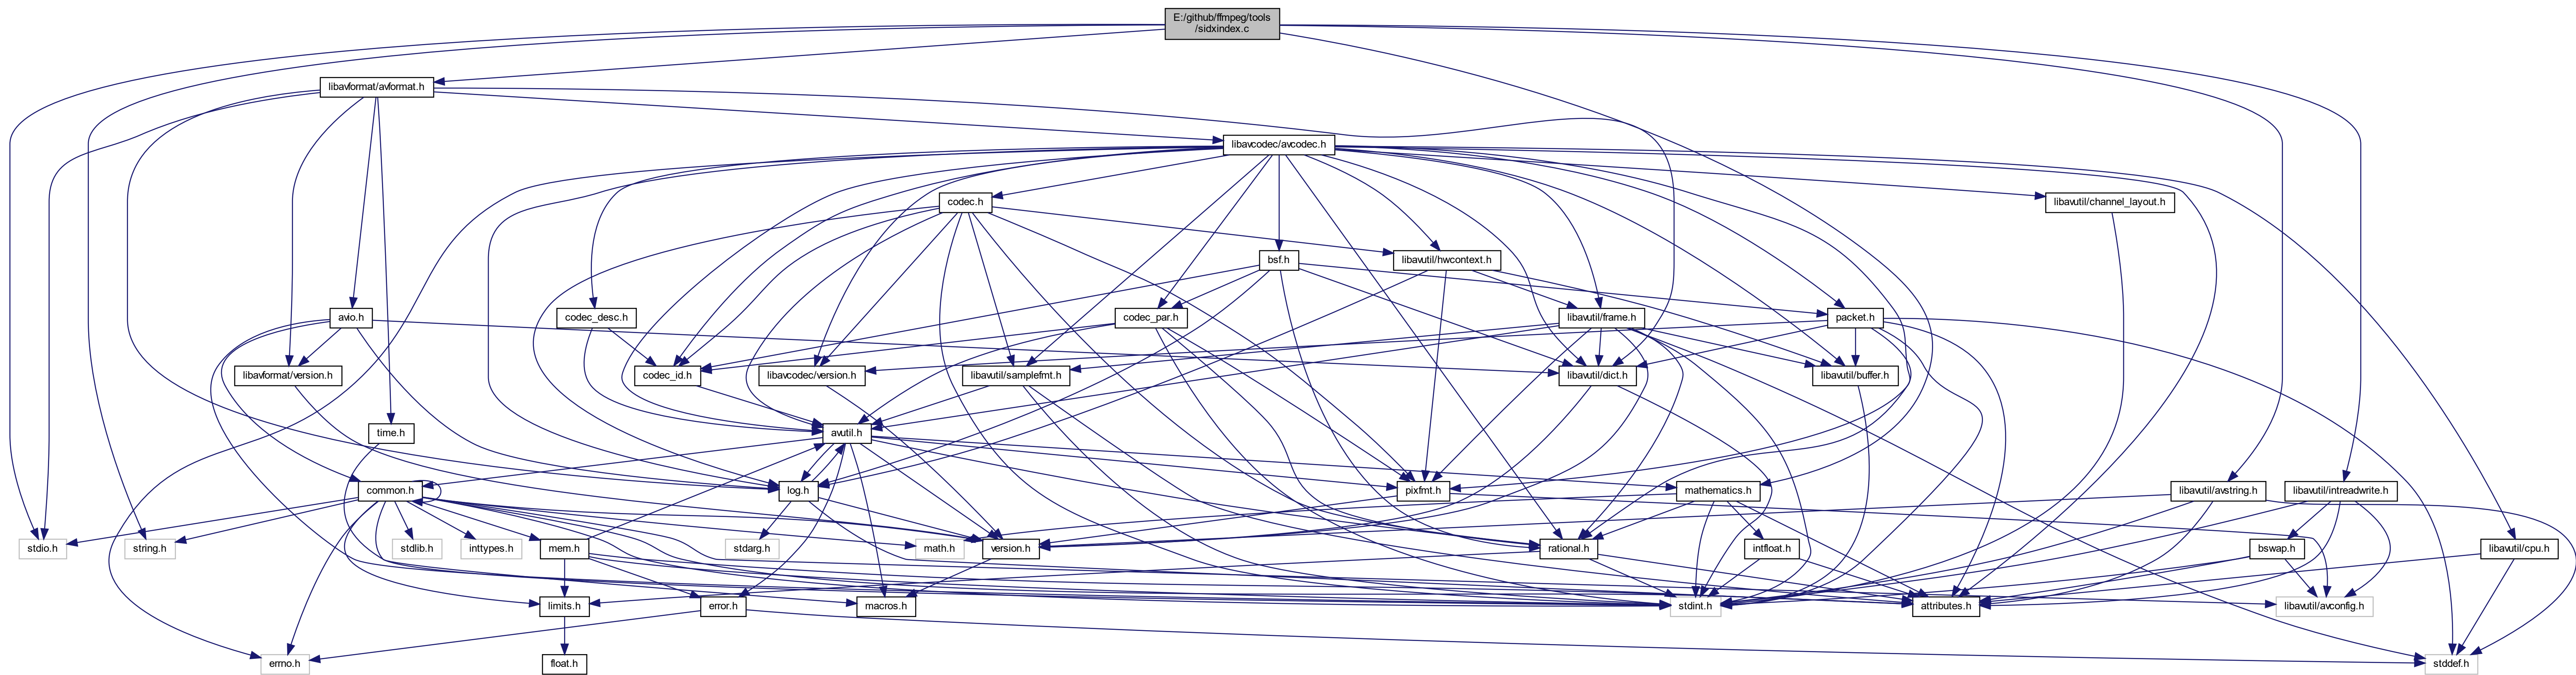 E:/github/ffmpeg/tools
/sidxindex.c
libavformat/avformat.h
libavcodec/avcodec.h
codec.h
libavutil/channel_layout.h
bsf.h
libavutil/hwcontext.h
avio.h
codec_desc.h
codec_par.h
libavutil/frame.h
packet.h
libavformat/version.h
codec_id.h
libavcodec/version.h
libavutil/samplefmt.h
libavutil/dict.h
libavutil/buffer.h
time.h
avutil.h
common.h
log.h
pixfmt.h
mathematics.h
libavutil/avstring.h
libavutil/intreadwrite.h
stdio.h
string.h
stdlib.h
inttypes.h
mem.h
stdarg.h
math.h
version.h
rational.h
intfloat.h
bswap.h
libavutil/cpu.h
limits.h
error.h
macros.h
stdint.h
attributes.h
libavutil/avconfig.h
errno.h
float.h
stddef.h